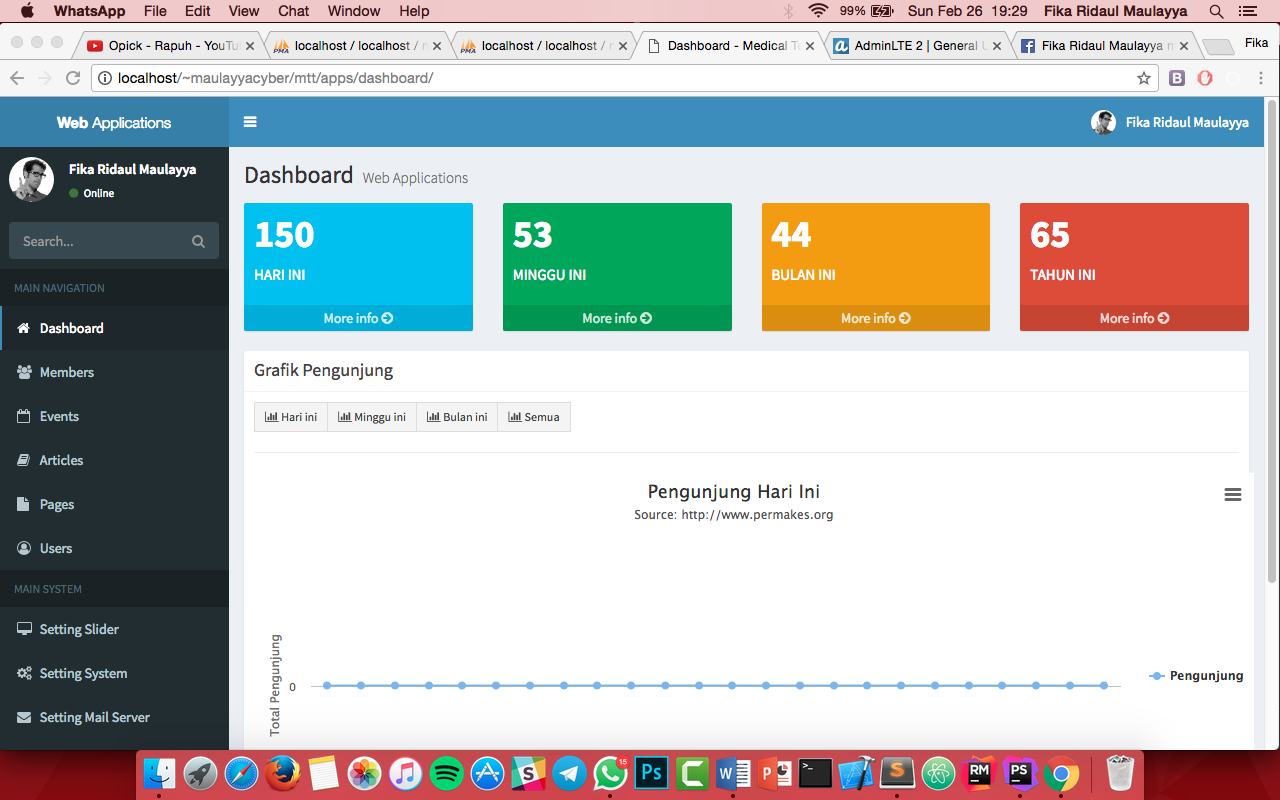 WhatsApp File Edit View Chat Window Help 99% Sun Feb 26 19:29 Fika Ridaul Maulayya
Opick - Rapuh - YouTu localhost / localhost / localhost / localhost / Dashboard - Medical T AdminLTE 2 | General U Fika Ridaul Maulayya Fika
localhost/~maulayyacyber/mtt/apps/dashboard/
Web Applications
Fika Ridaul Maulayya
Fika Ridaul Maulayya
Online
Search...
MAIN NAVIGATION
Dashboard
Members
Events
Articles
Pages
Users
MAIN SYSTEM
Setting Slider
Setting System
Setting Mail Server
Dashboard Web Applications
150
HARI INI
More info
53
MINGGU INI
More info
44
BULAN INI
More info
65
TAHUN INI
More info
Grafik Pengunjung
Hari ini Minggu ini Bulan ini Semua
Pengunjung Hari Ini
Source: http://www.permakes.org
Total Pengunjung
0
Pengunjung
15
Ps
C
W
P
S
RM
PS